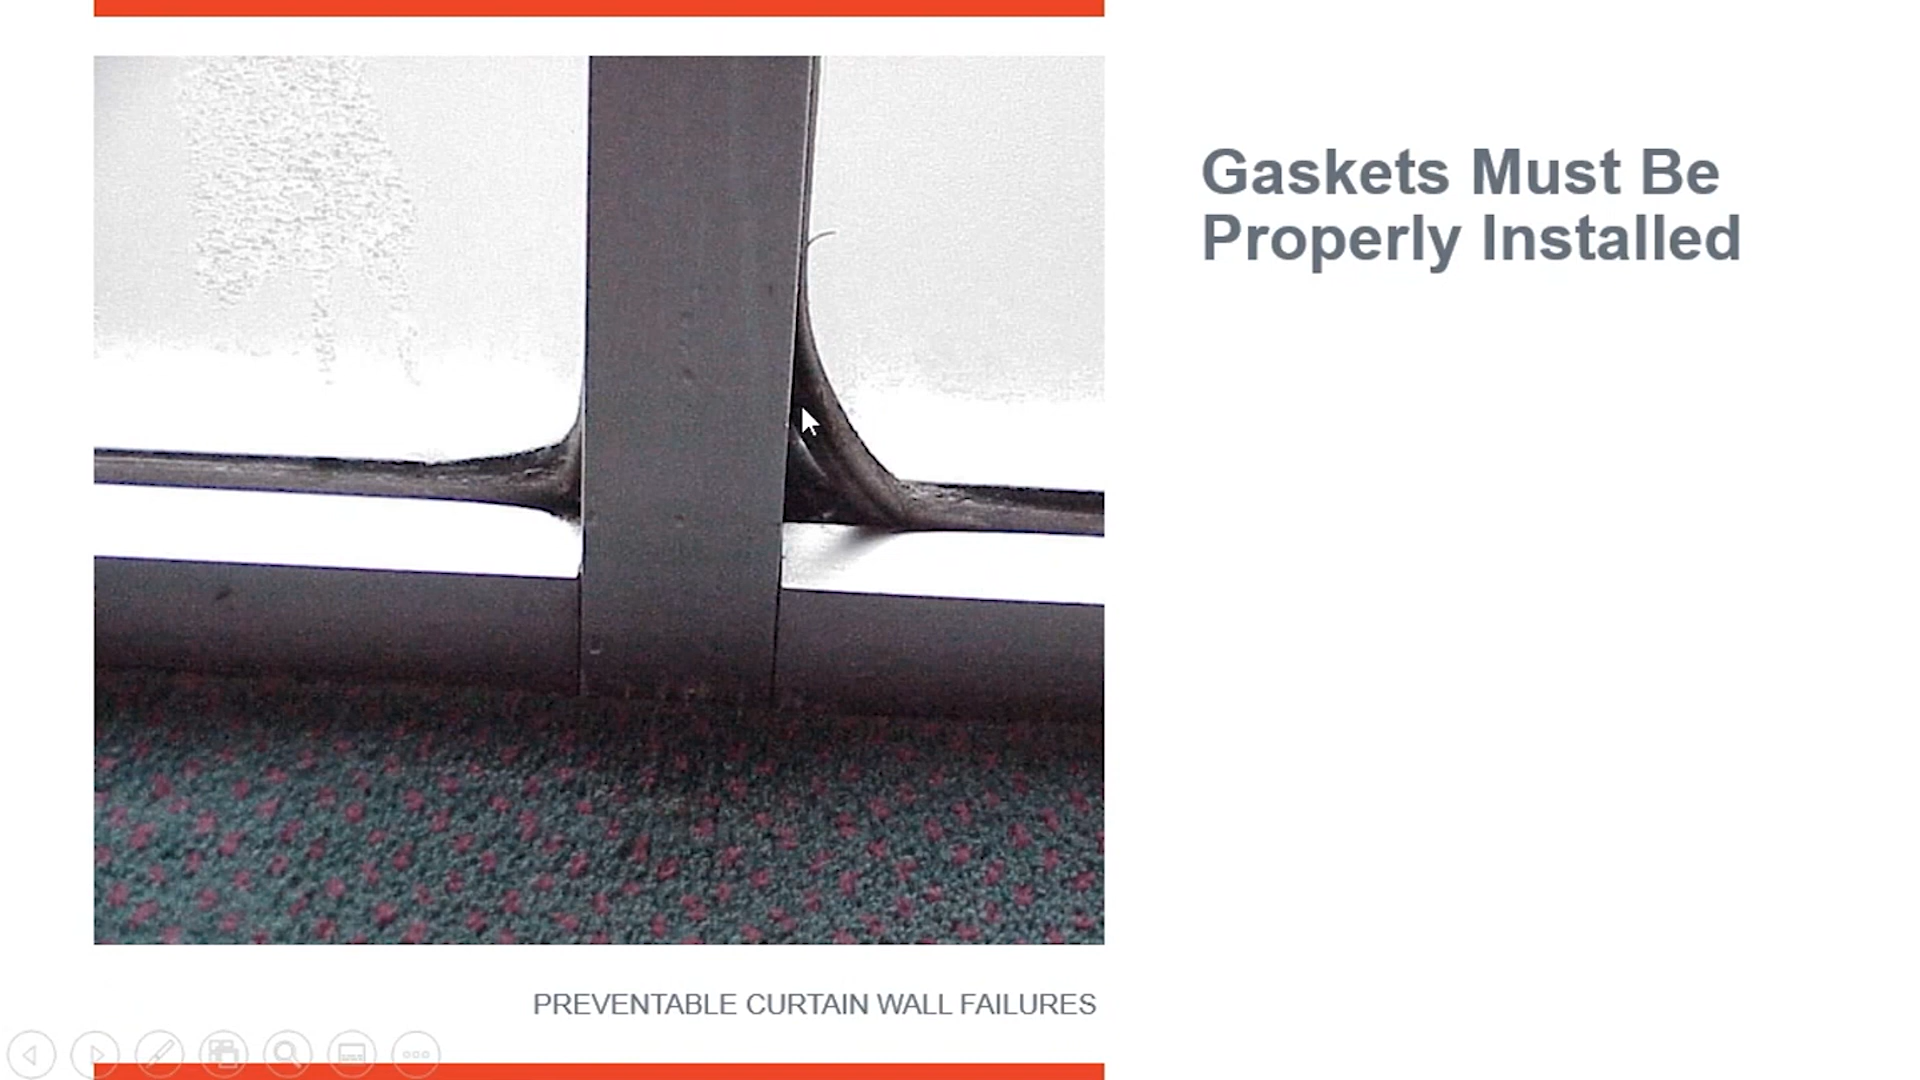 Gaskets Must Be
Properly Installed
PREVENTABLE CURTAIN WALL FAILURES